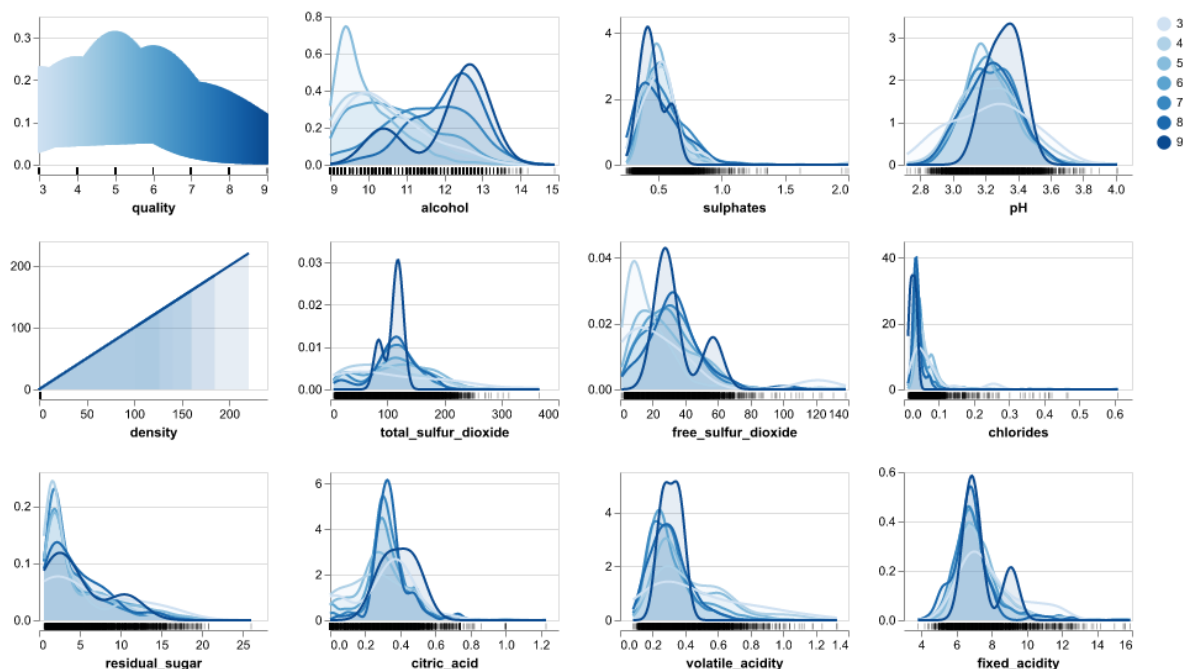 0.3
0.2
0.1
0.0
3 4 5 6 7 8 9
quality
0.8
0.6
0.4
0.2
0.0
9 10 11 12 13 14 15
alcohol
4
2
0
0.5 1.0 1.5 2.0
sulphates
3
2
1
0
2.8 3.0 3.2 3.4 3.6 3.8 4.0
pH
3
4
5
6
7
8
9
200
100
0
0 50 100 150 200
density
0.03
0.02
0.01
0.00
0 100 200 300 400
total_sulfur_dioxide
0.04
0.02
0.00
0 20 40 60 80 100 120 140
free_sulfur_dioxide
40
20
0
0.0 0.1 0.2 0.3 0.4 0.5 0.6
chlorides
0.2
0.1
0.0
0 5 10 15 20 25
residual_sugar
6
4
2
0
0.0 0.2 0.4 0.6 0.8 1.0 1.2
citric_acid
4
2
0
0.0 0.2 0.4 0.6 0.8 1.0 1.2 1.4
volatile_acidity
0.6
0.4
0.2
0.0
4 6 8 10 12 14 16
fixed_acidity